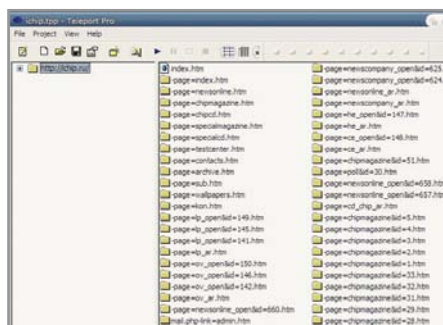 ichip.tpp - Teleport Pro
File Project View Help
http://ichip.ru/
index.htm
-page=index.htm
-page=newsonline.htm
-page=chipmagazine.htm
-page=chipcd.htm
-page=specialmagazine.htm
-page=specialcd.htm
-page=testcenter.htm
-page=contacts.htm
-page=archive.htm
-page=sub.htm
-page=wallpapers.htm
-page=kon.htm
-page=lp_open&id=149.htm
-page=lp_open&id=145.htm
-page=lp_open&id=141.htm
-page=lp_ar.htm
-page=ov_open&id=150.htm
-page=ov_open&id=146.htm
-page=ov_open&id=142.htm
-page=ov_ar.htm
-page=newsonline_open&id=660.htm
mail.php-link=admin.htm
-page=newscompany_open&id=625.
-page=newscompany_open&id=624.
-page=newsonline_ar.htm
-page=newscompany_ar.htm
-page=he_open&id=147.htm
-page=he_ar.htm
-page=ce_open&id=148.htm
-page=ce_ar.htm
-page=chipmagazine&id=51.htm
-page=poll&id=30.htm
-page=newsonline_open&id=658.htm
-page=newsonline_open&id=657.htm
-page=cd_chip_ar.htm
-page=chipmagazine&id=5.htm
-page=chipmagazine&id=4.htm
-page=chipmagazine&id=3.htm
-page=chipmagazine&id=2.htm
-page=chipmagazine&id=1.htm
-page=chipmagazine&id=33.htm
-page=chipmagazine&id=32.htm
-page=chipmagazine&id=31.htm
-page=chipmagazine&id=29.htm
-page=chipmagazine&id=28.htm